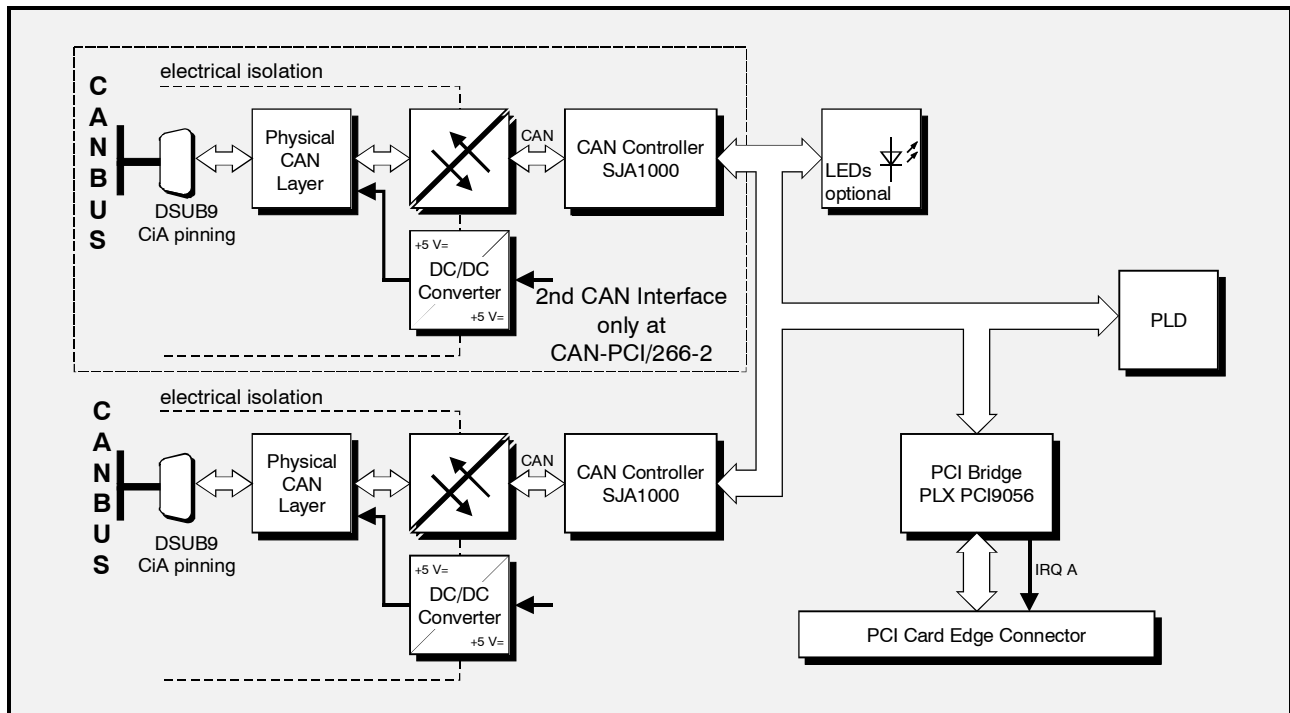 CANBUS
electrical isolation
Physical
CAN
Layer
CAN
CAN Controller
SJA1000
LEDs
optional
DSUB9
CiA pinning
+5 V=
DC/DC
Converter
+5 V=
2nd CAN Interface
only at
CAN-PCI/266-2
PLD
CANBUS
electrical isolation
Physical
CAN
Layer
CAN
CAN Controller
SJA1000
PCI Bridge
PLX PCI9056
DSUB9
CiA pinning
+5 V=
DC/DC
Converter
+5 V=
IRQ A
PCI Card Edge Connector